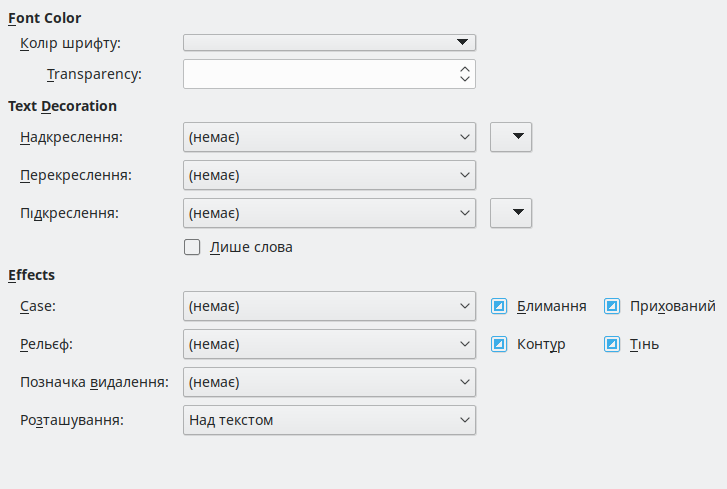 Font Color
Колір шрифту:
Transparency:
Text Decoration
Надкреслення: (немає)
Перекреслення: (немає)
Підкреслення: (немає)
Лише слова
Effects
Case: (немає) Блимання Прихований
Рельєф: (немає) Контур Тінь
Позначка видалення: (немає)
Розташування: Над текстом